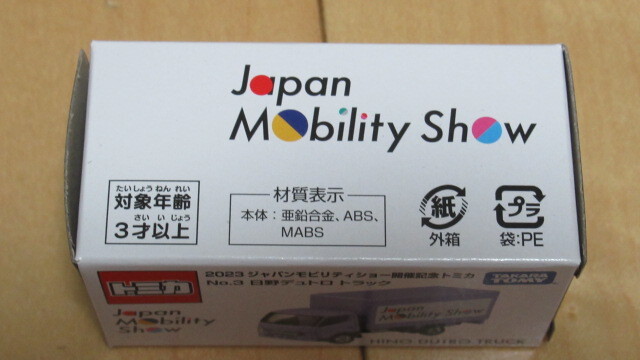 Japan
Mobility Show
たいしょう ねん れい
対象年齢
さい い じょう
3才以上
材質表示
本体:亜鉛合金、ABS、
MABS
紙
外箱
プラ
袋:PE
トミカ
2023 ジャパンモビリティショー開催記念トミカ
No.3 日野デュトロ トラック
TAKARA
TOMY
Japan
Mobility
Show
Japan
Mobility Show
HINO DUTRO TRUCK